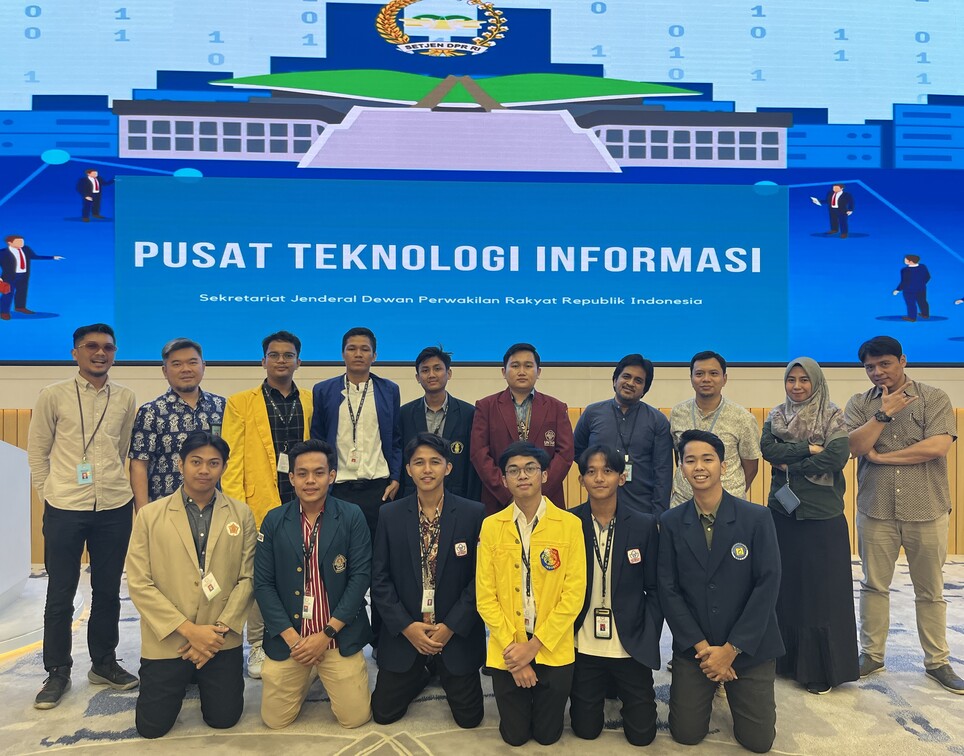 SETJEN DPR RI
PUSAT TEKNOLOGI INFORMASI
Sekretariat Jenderal Dewan Perwakilan Rakyat Republik Indonesia